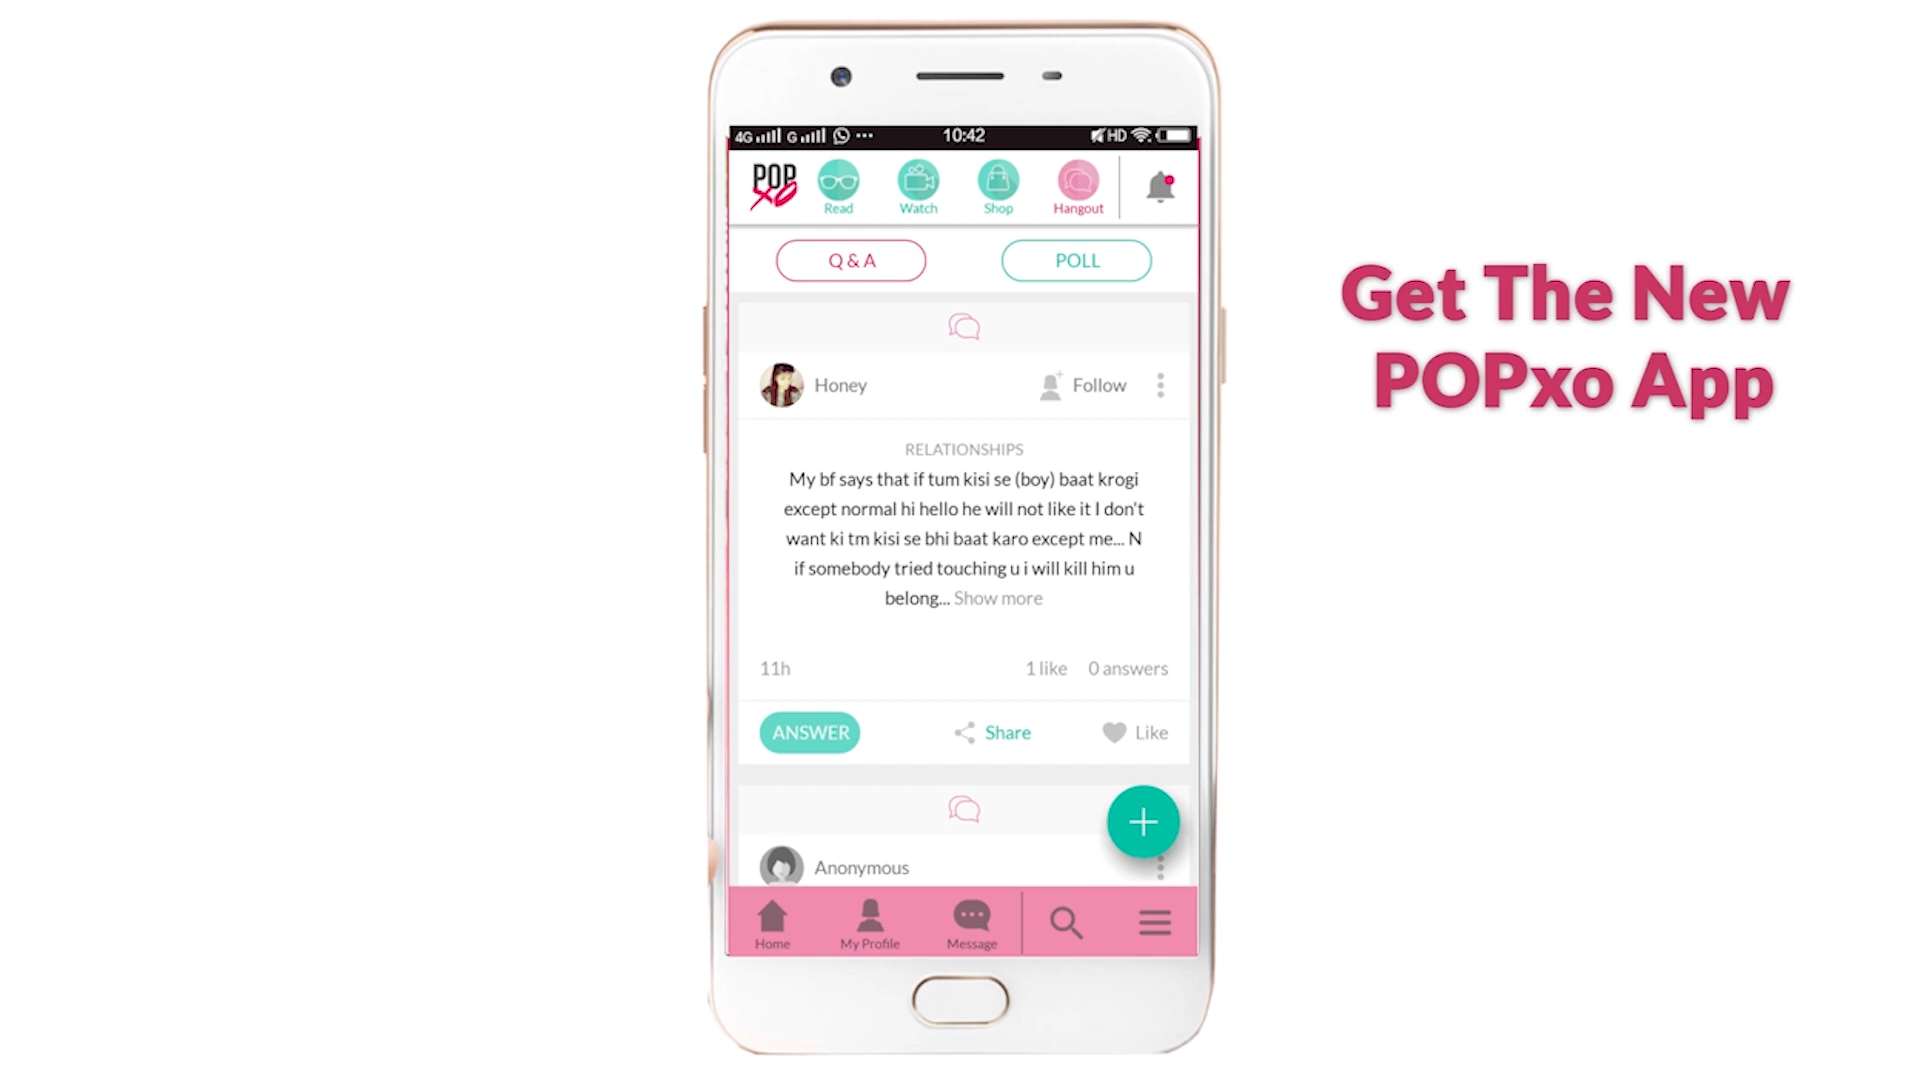 4G G 10:42 HD
POP
xo
Read
Watch
Shop
Hangout
Q & A
POLL
Honey
Follow
RELATIONSHIPS
My bf says that if tum kisi se (boy) baat krogi
except normal hi hello he will not like it I don't
want ki tm kisi se bhi baat karo except me... N
if somebody tried touching u i will kill him u
belong... Show more
11h
1 like
0 answers
ANSWER
Share
Like
Anonymous
Home
My Profile
Message
Get The New
POPxo App